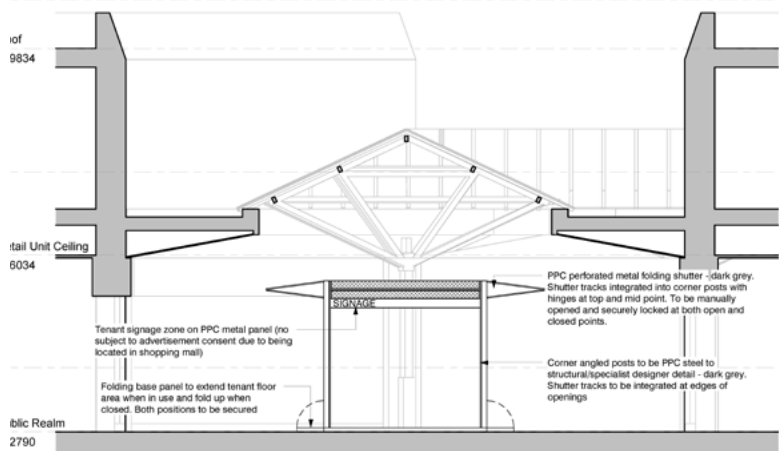 of
9834
tail Unit Ceiling
6034
PPC perforated metal folding shutter - dark grey.
Shutter tracks integrated into corner posts with
hinges at top and mid point. To be manually
opened and securely locked at both open and
closed points.
SIGNAGE
Tenant signage zone on PPC metal panel (no
subject to advertisement consent due to being
located in shopping mall)
Corner angled posts to be PPC steel to
structural/specialist designer detail - dark grey.
Shutter tracks to be integrated at edges of
openings
Folding base panel to extend tenant floor
area when in use and fold up when
closed. Both positions to be secured
blic Realm
2790